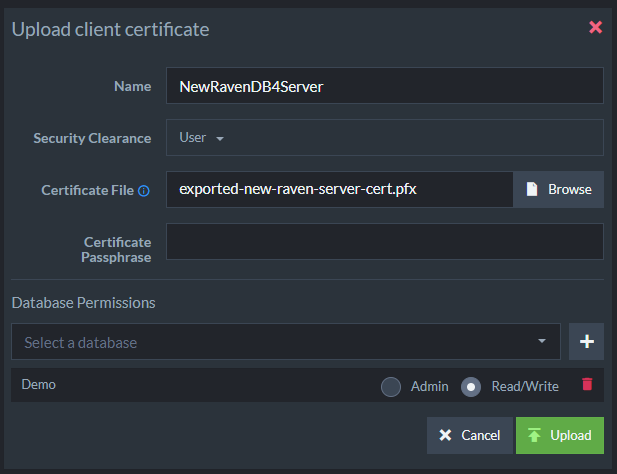 Upload client certificate
Name
NewRavenDB4Server
Security Clearance
User
Certificate File
exported-new-raven-server-cert.pfx
Browse
Certificate
Passphrase
Database Permissions
Select a database
Demo
Admin
Read/Write
Cancel
Upload